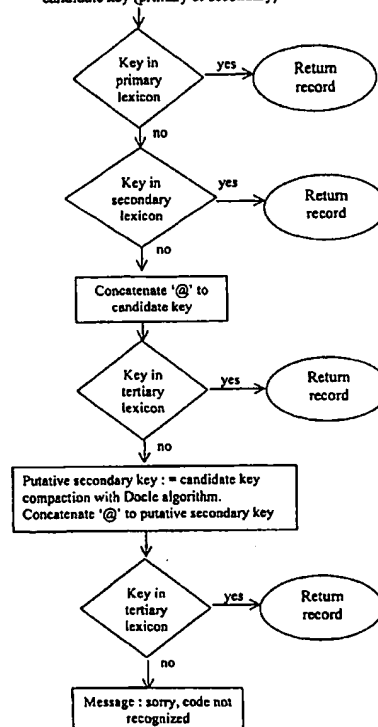 Key in
primary
lexicon
yes
Return
record
no
Key in
secondary
lexicon
yes
Return
record
no
Concatenate '@' to
candidate key
Key in
tertiary
lexicon
yes
Return
record
no
Putative secondary key : = candidate key
compaction with Docle algorithm.
Concatenate '@' to putative secondary key
Key in
tertiary
lexicon
yes
Return
record
no
Message : sorry, code not
recognized